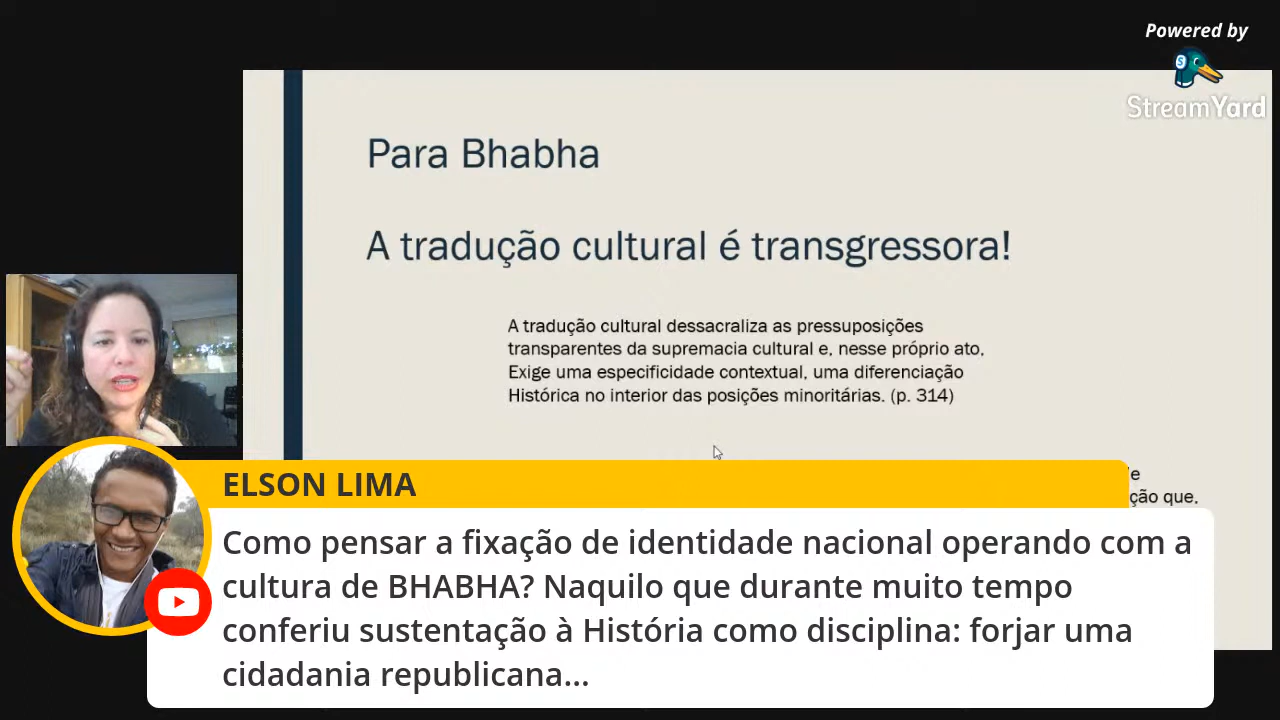 Powered by
StreamYard
Para Bhabha
A tradução cultural é transgressora!
A tradução cultural dessacraliza as pressuposições
transparentes da supremacia cultural e, nesse próprio ato,
Exige uma especificidade contextual, uma diferenciação
Histórica no interior das posições minoritárias. (p. 314)
que,
ELSON LIMA
Como pensar a fixação de identidade nacional operando com a
cultura de BHABHA? Naquilo que durante muito tempo
conferiu sustentação à História como disciplina: forjar uma
cidadania republicana...